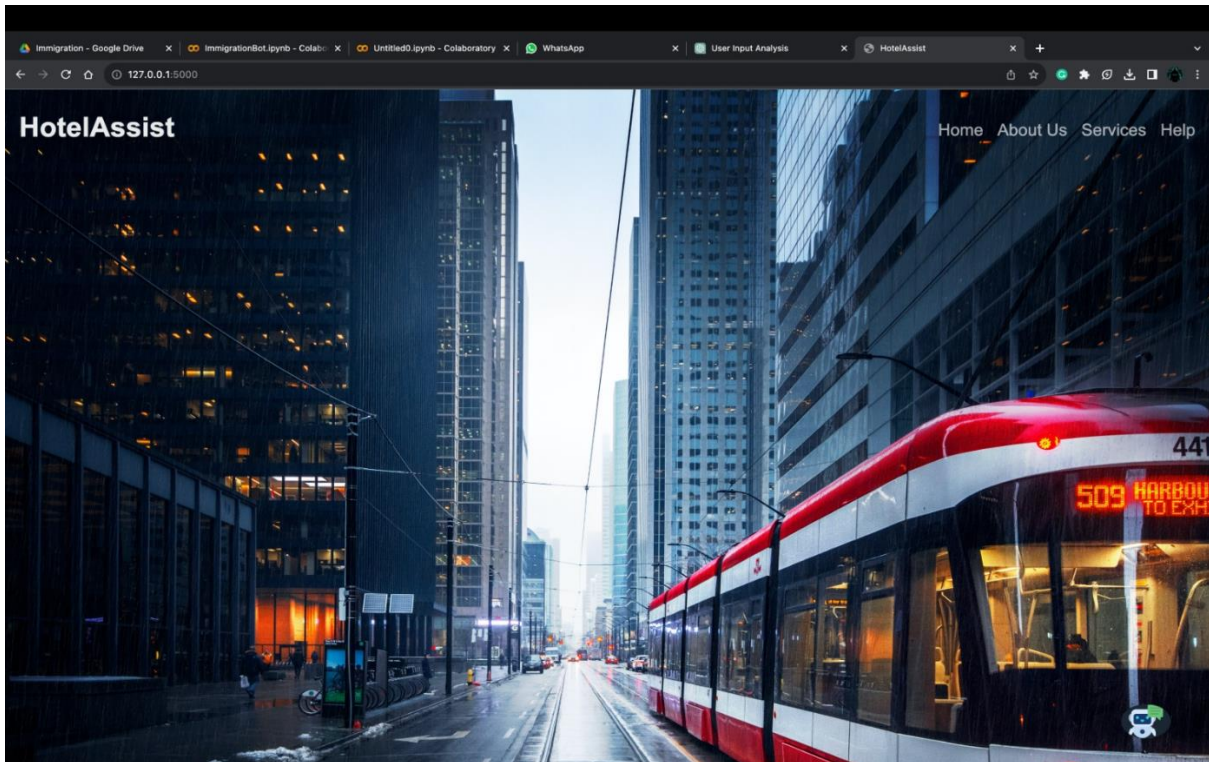 Immigration - Google Drive
ImmigrationBot.ipynb - Colabo
Untitled0.ipynb - Colaboratory
WhatsApp
User Input Analysis
HotelAssist
127.0.0.1:5000
HotelAssist
Home About Us Services Help
441
509 HARBOU
TO EXH